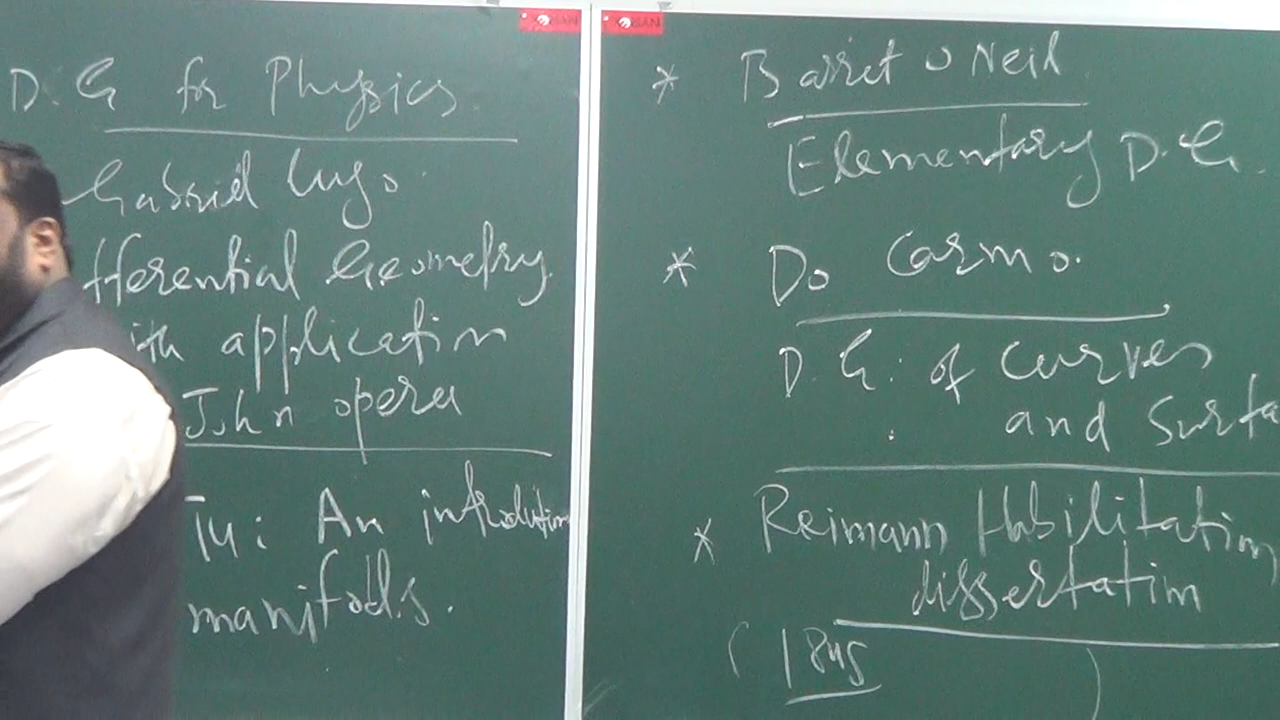 D.G for Physics
Gabriel Lugo.
fferential Geometry
ith application
John opera
Tu: An introduction
manifolds.
* Barret O Neil
Elementary D.G.
* Do Carmo.
D.G. of curves
and Surfa
* Reimann Habilitation
dissertation
(1845 )